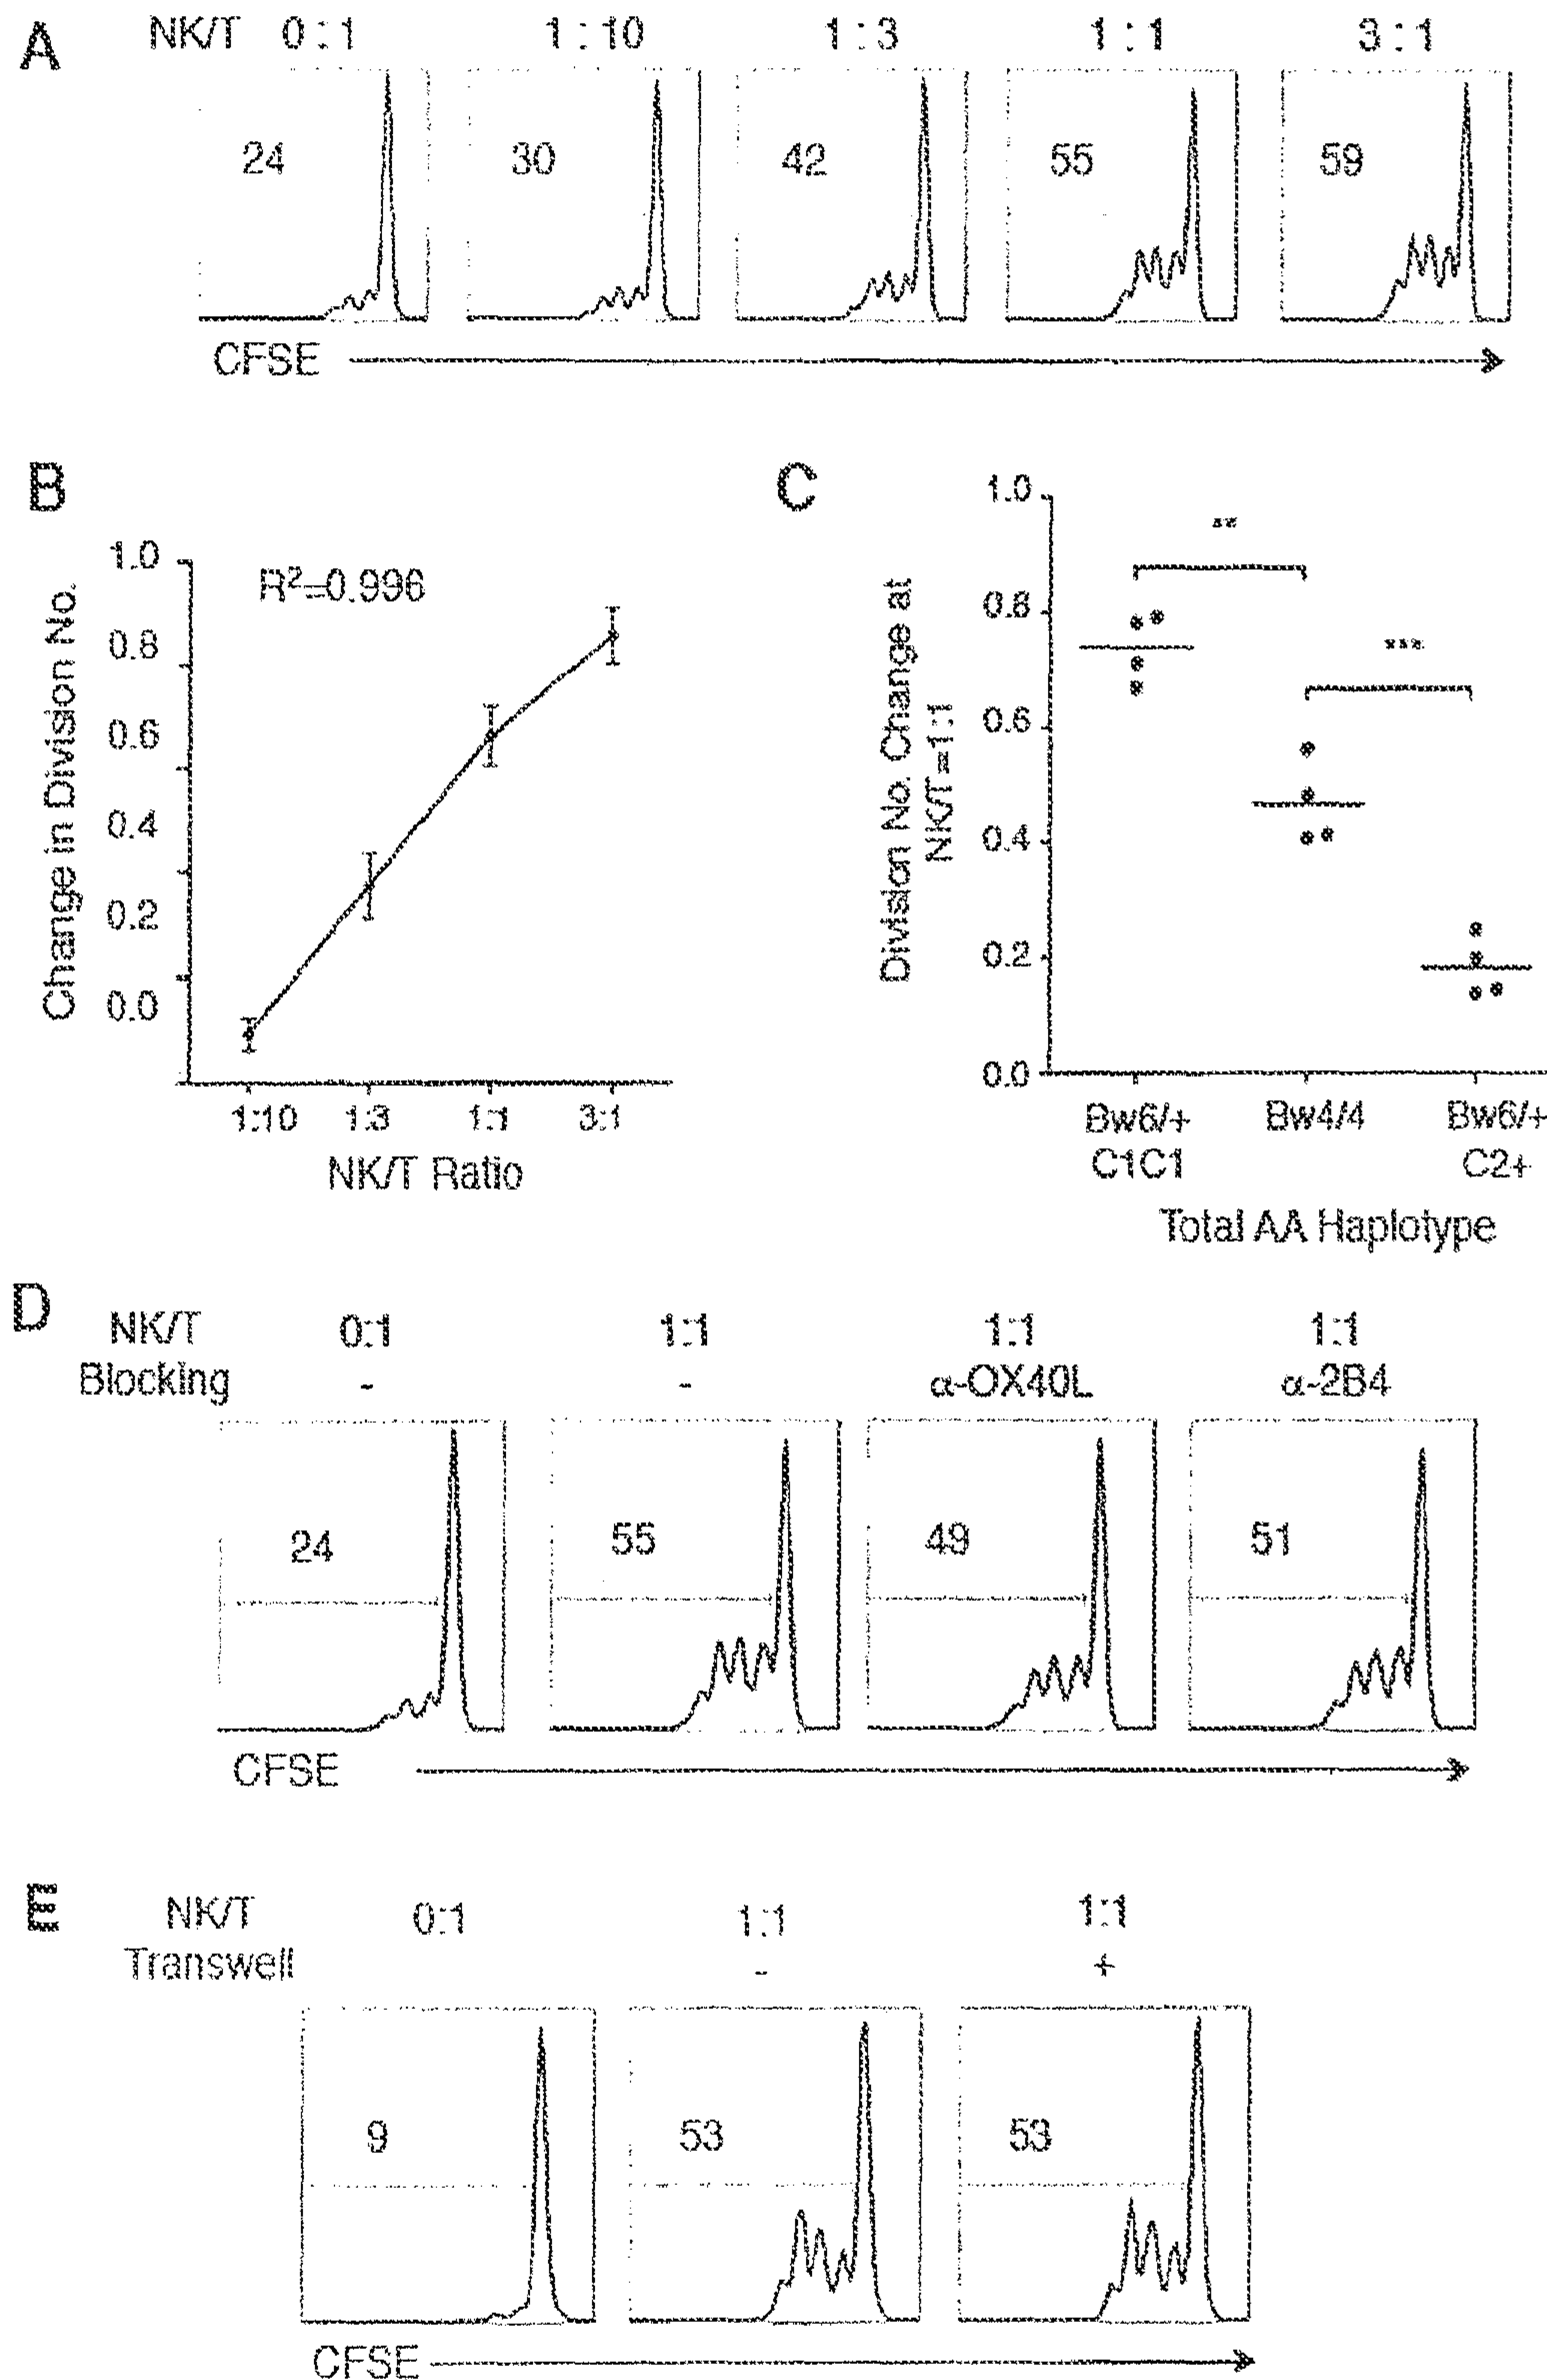 A
NK/T 0:1 1:10 1:3 1:1 3:1
24 30 42 55 59
CFSE
B
Change in Division No.
1.0
0.8
0.6
0.4
0.2
0.0
R²=0.996
1:10 1:3 1:1 3:1
NK/T Ratio
C
Division No. Change at
NK/T=1:1
1.0
0.8
0.6
0.4
0.2
0.0
**
***
Bw6/+ Bw4/4 Bw6/+
C1C1 C2+
Total AA Haplotype
D
NK/T 0:1 1:1 1:1 1:1
Blocking - - α-OX40L α-2B4
24 55 49 51
CFSE
E
NK/T 0:1 1:1 1:1
Transwell - +
9 53 53
CFSE